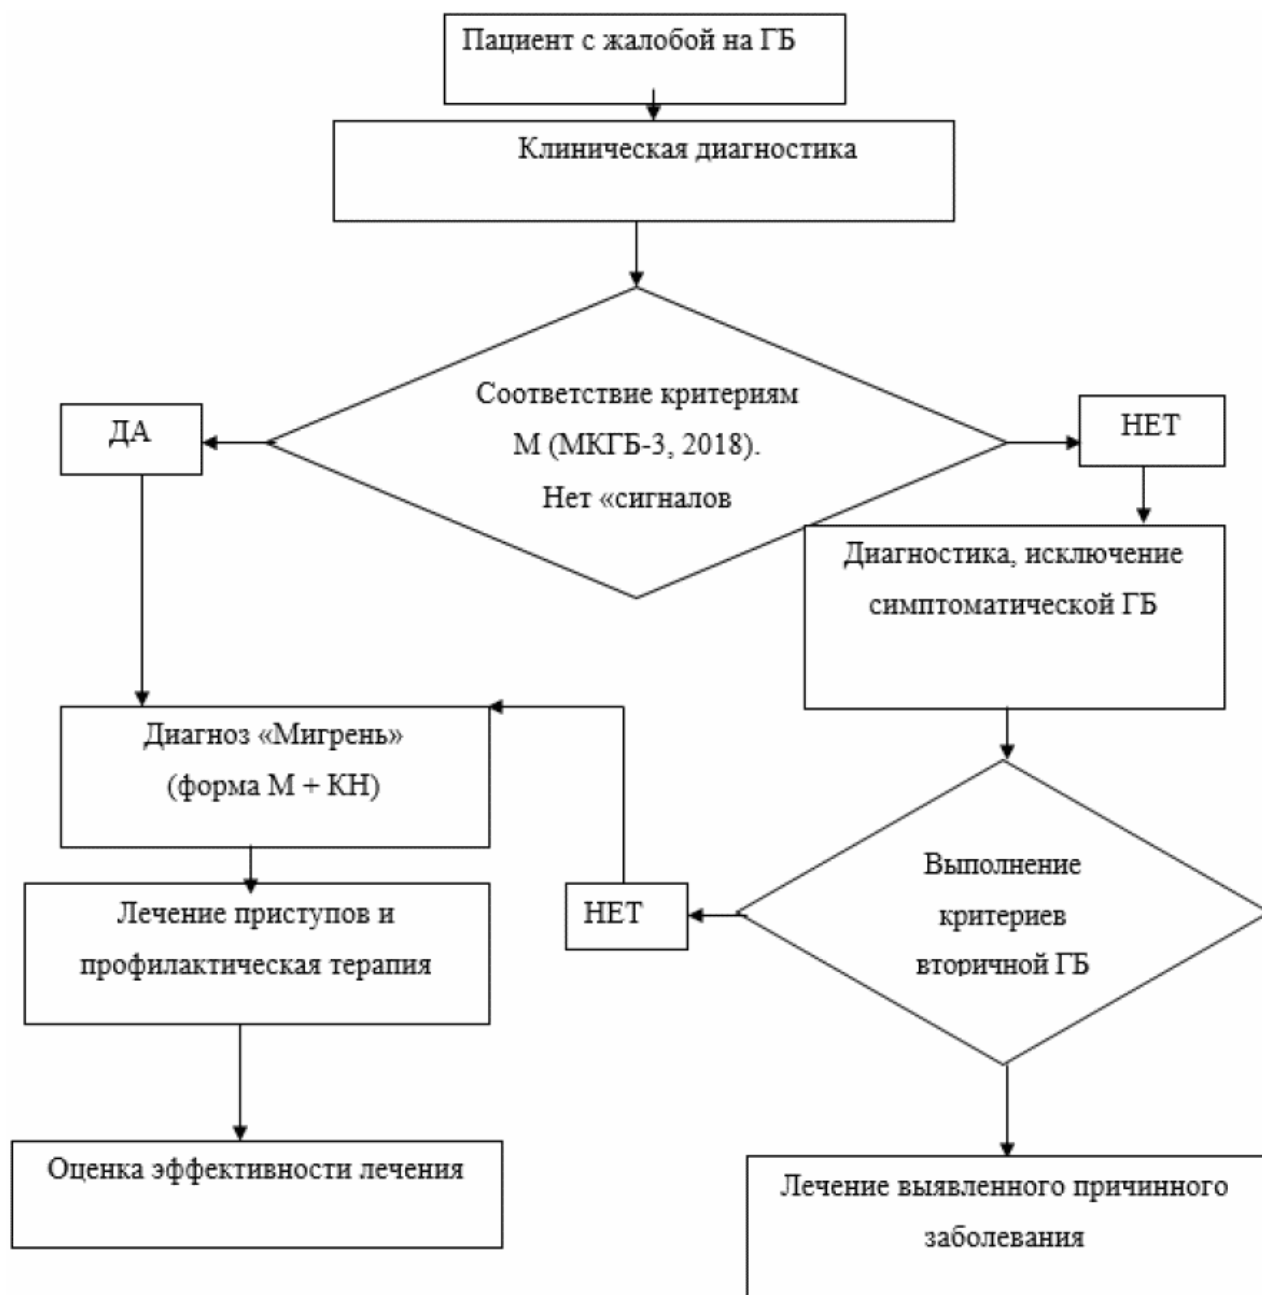 Пациент с жалобой на ГБ
Клиническая диагностика
Соответствие критериям
М (МКГБ-3, 2018).
Нет «сигналов
ДА
НЕТ
Диагностика, исключение
симптоматической ГБ
Диагноз «Мигрень»
(форма М + КН)
Выполнение
критериев
вторичной ГБ
НЕТ
Лечение приступов и
профилактическая терапия
Оценка эффективности лечения
Лечение выявленного причинного
заболевания